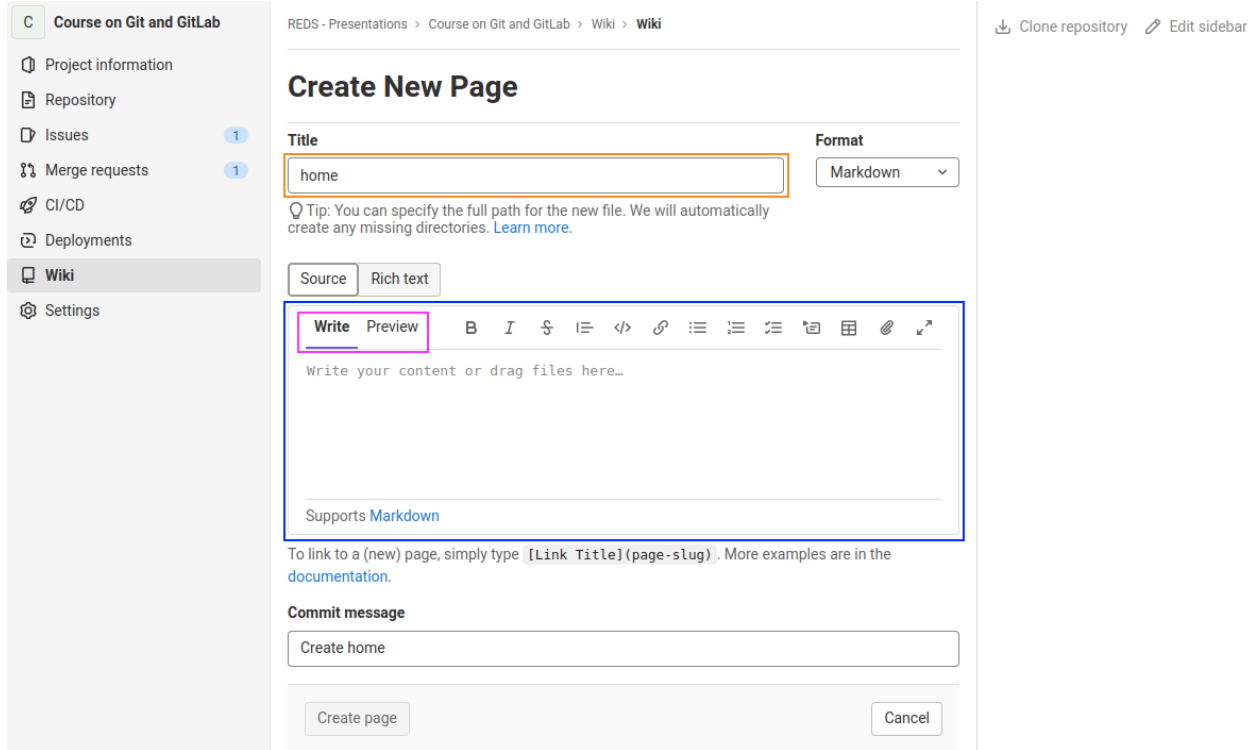 C Course on Git and GitLab
Project information
Repository
Issues 1
Merge requests 1
CI/CD
Deployments
Wiki
Settings
REDS - Presentations › Course on Git and GitLab › Wiki › Wiki
Clone repository Edit sidebar
Create New Page
Title Format
home Markdown
Tip: You can specify the full path for the new file. We will automatically
create any missing directories. Learn more.
Source Rich text
Write Preview B I S </>
Write your content or drag files here…
Supports Markdown
To link to a (new) page, simply type [Link Title](page-slug) . More examples are in the
documentation.
Commit message
Create home
Create page Cancel